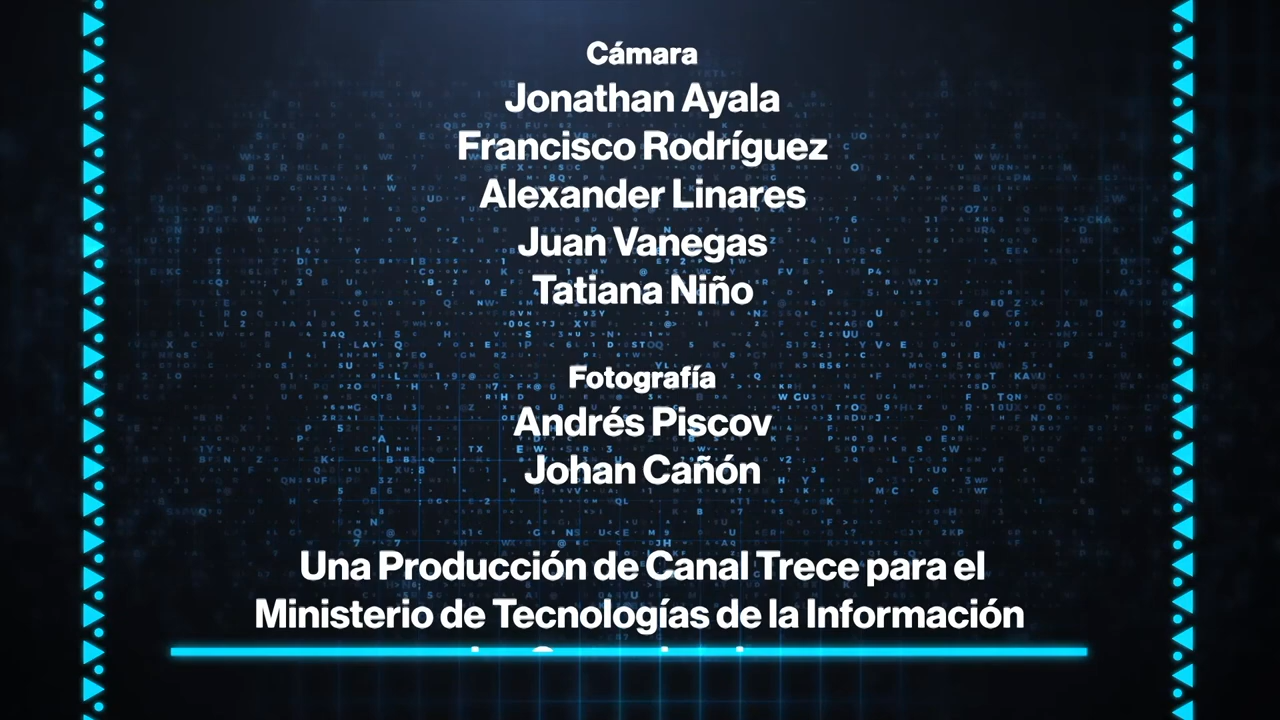 Cámara
Jonathan Ayala
Francisco Rodríguez
Alexander Linares
Juan Vanegas
Tatiana Niño
Fotografía
Andrés Piscov
Johan Cañón
Una Producción de Canal Trece para el
Ministerio de Tecnologías de la Información